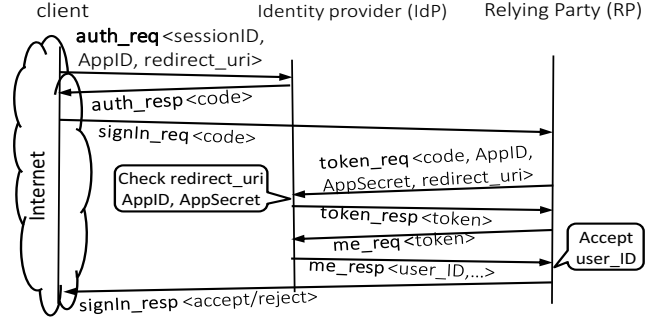 client
Identity provider (IdP)
Relying Party (RP)
auth_req <sessionID,
AppID, redirect_uri>
auth_resp <code>
signIn_req <code>
token_req <code, AppID,
AppSecret, redirect_uri>
Check redirect_uri
AppID, AppSecret
token_resp <token>
me_req <token>
Accept
user_ID
me_resp <user_ID,...>
signIn_resp <accept/reject>
Internet